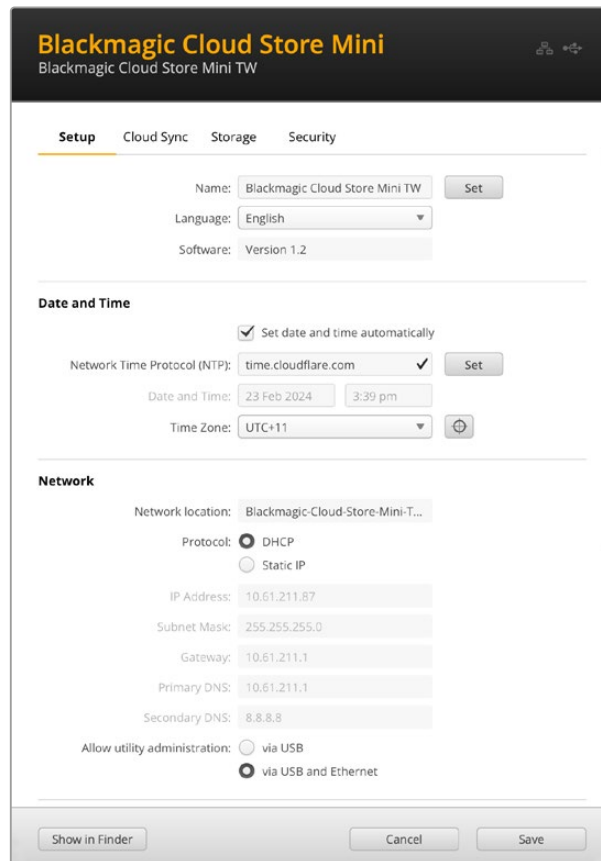 Blackmagic Cloud Store Mini
Blackmagic Cloud Store Mini TW
Setup Cloud Sync Storage Security
Name: Blackmagic Cloud Store Mini TW Set
Language: English
Software: Version 1.2
Date and Time
Set date and time automatically
Network Time Protocol (NTP): time.cloudflare.com Set
Date and Time: 23 Feb 2024 3:39 pm
Time Zone: UTC+11
Network
Network location: Blackmagic-Cloud-Store-Mini-T...
Protocol: DHCP
Static IP
IP Address: 10.61.211.87
Subnet Mask: 255.255.255.0
Gateway: 10.61.211.1
Primary DNS: 10.61.211.1
Secondary DNS: 8.8.8.8
Allow utility administration: via USB
via USB and Ethernet
Show in Finder Cancel Save